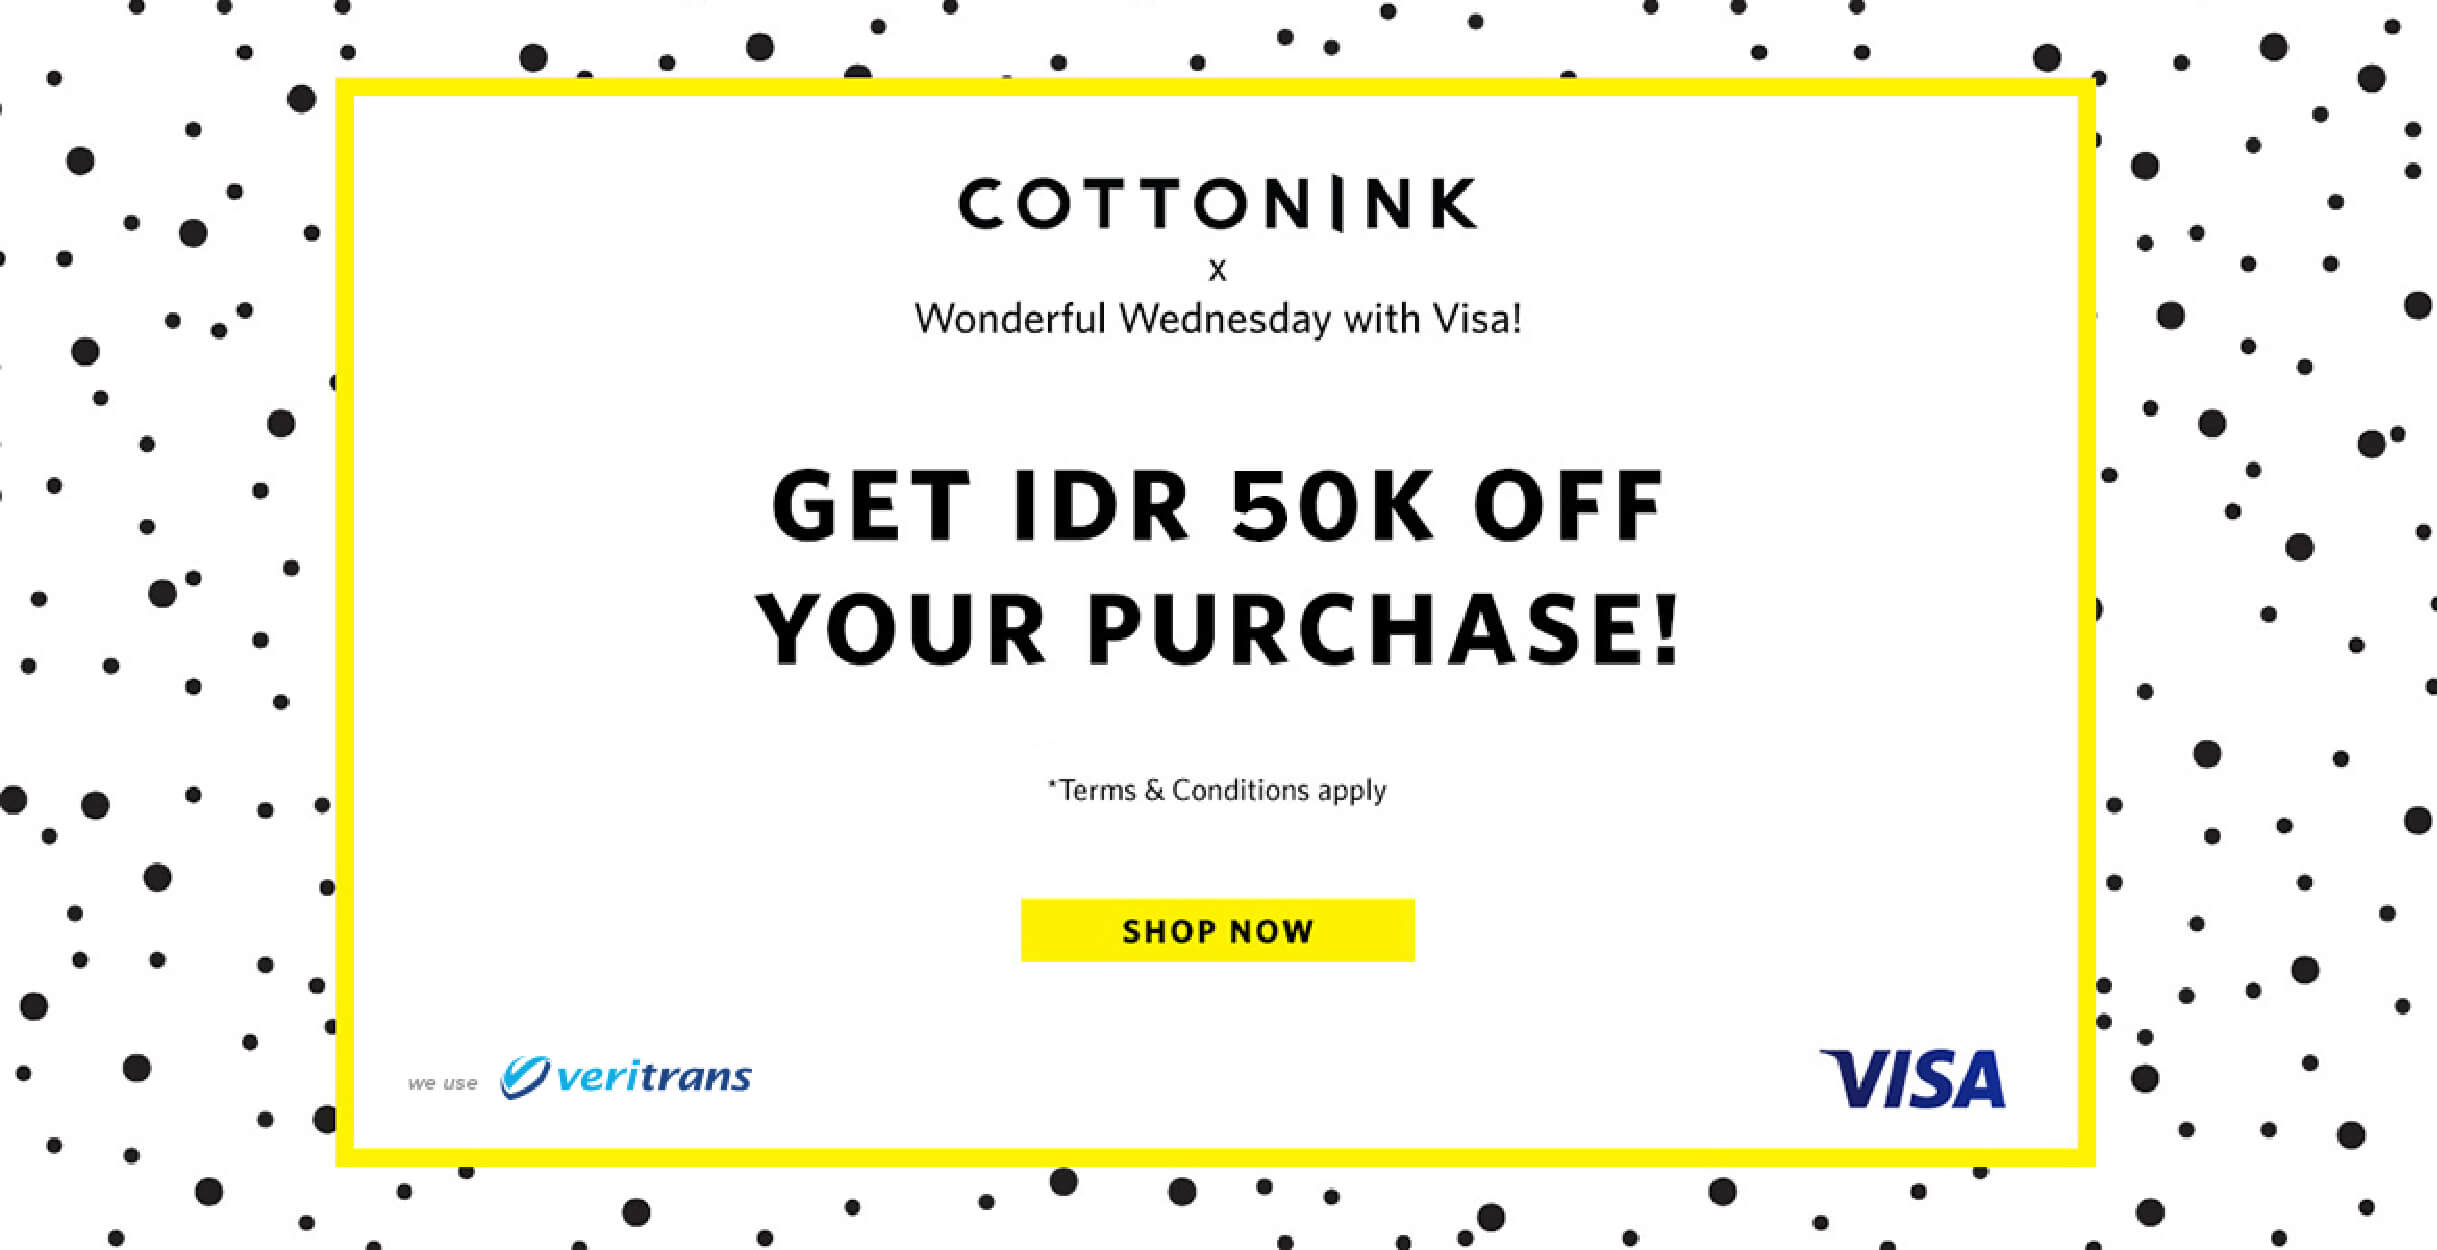 COTTONINK
x
Wonderful Wednesday with Visa!
GET IDR 50K OFF
YOUR PURCHASE!
*Terms & Conditions apply
SHOP NOW
we use veritrans
VISA